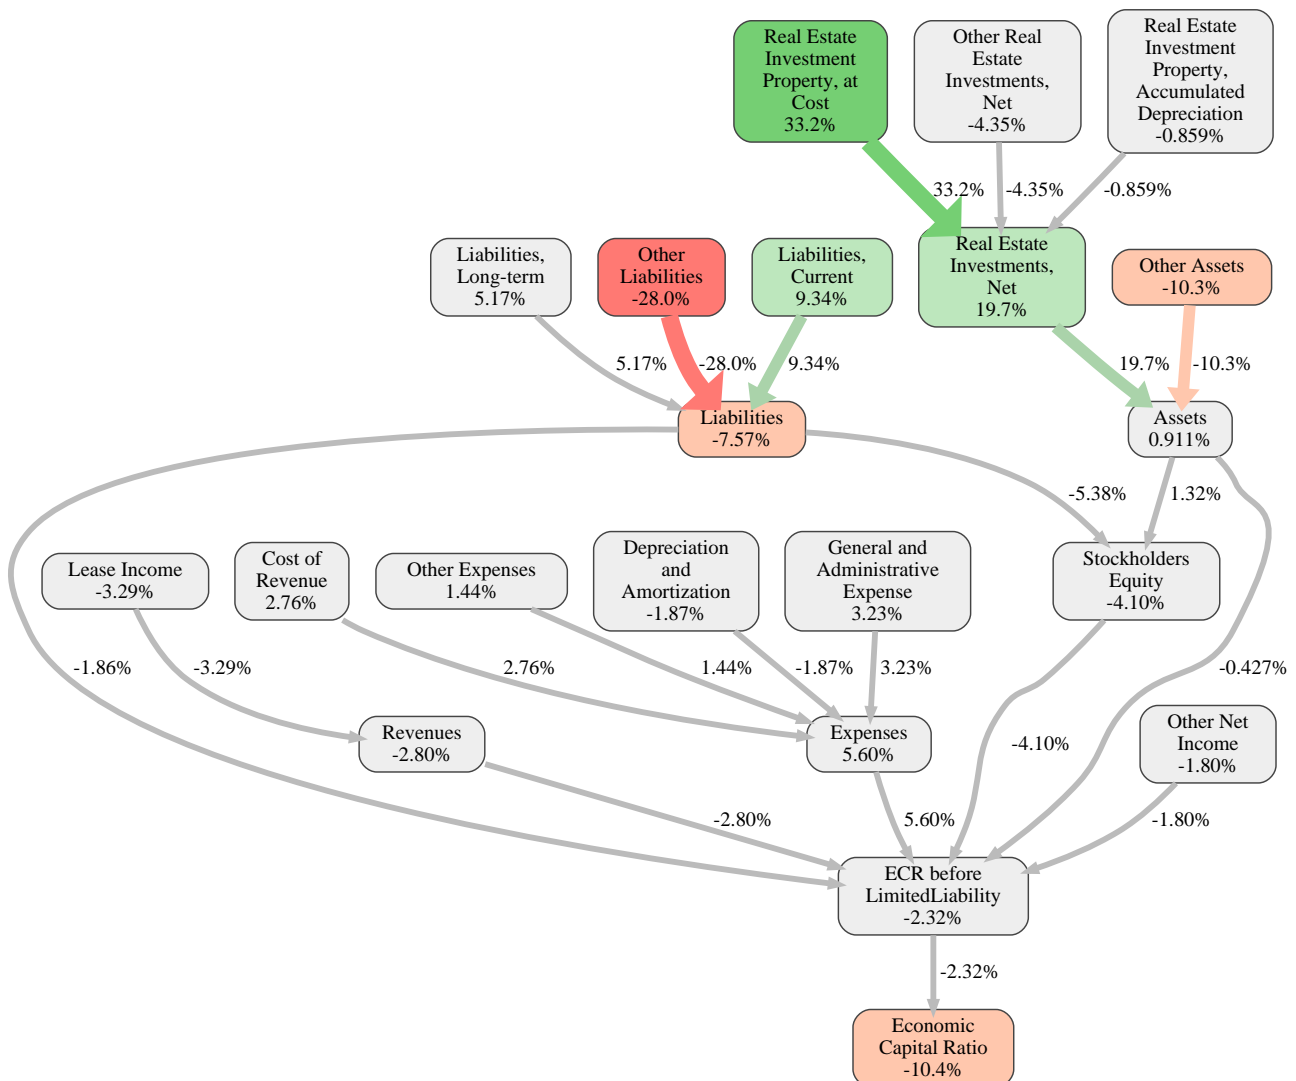 Real Estate
Investment
Property, at
Cost
33.2%
Other Real
Estate
Investments,
Net
-4.35%
Real Estate
Investment
Property,
Accumulated
Depreciation
-0.859%
33.2%
-4.35%
-0.859%
Liabilities,
Long-term
5.17%
Other
Liabilities
-28.0%
Liabilities,
Current
9.34%
Real Estate
Investments,
Net
19.7%
Other Assets
-10.3%
5.17%
-28.0%
9.34%
19.7%
-10.3%
Liabilities
-7.57%
Assets
0.911%
-5.38%
1.32%
Lease Income
-3.29%
Cost of
Revenue
2.76%
Other Expenses
1.44%
Depreciation
and
Amortization
-1.87%
General and
Administrative
Expense
3.23%
Stockholders
Equity
-4.10%
-1.86%
-3.29%
2.76%
1.44%
-1.87%
3.23%
-0.427%
Revenues
-2.80%
Expenses
5.60%
-4.10%
Other Net
Income
-1.80%
-2.80%
5.60%
-1.80%
ECR before
LimitedLiability
-2.32%
-2.32%
Economic
Capital Ratio
-10.4%